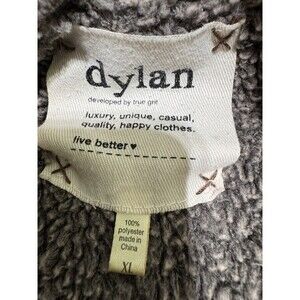 dylan
developed by true grit
luxury, unique, casual,
quality, happy clothes.
live better ♥
100%
polyester
made in
China
XL